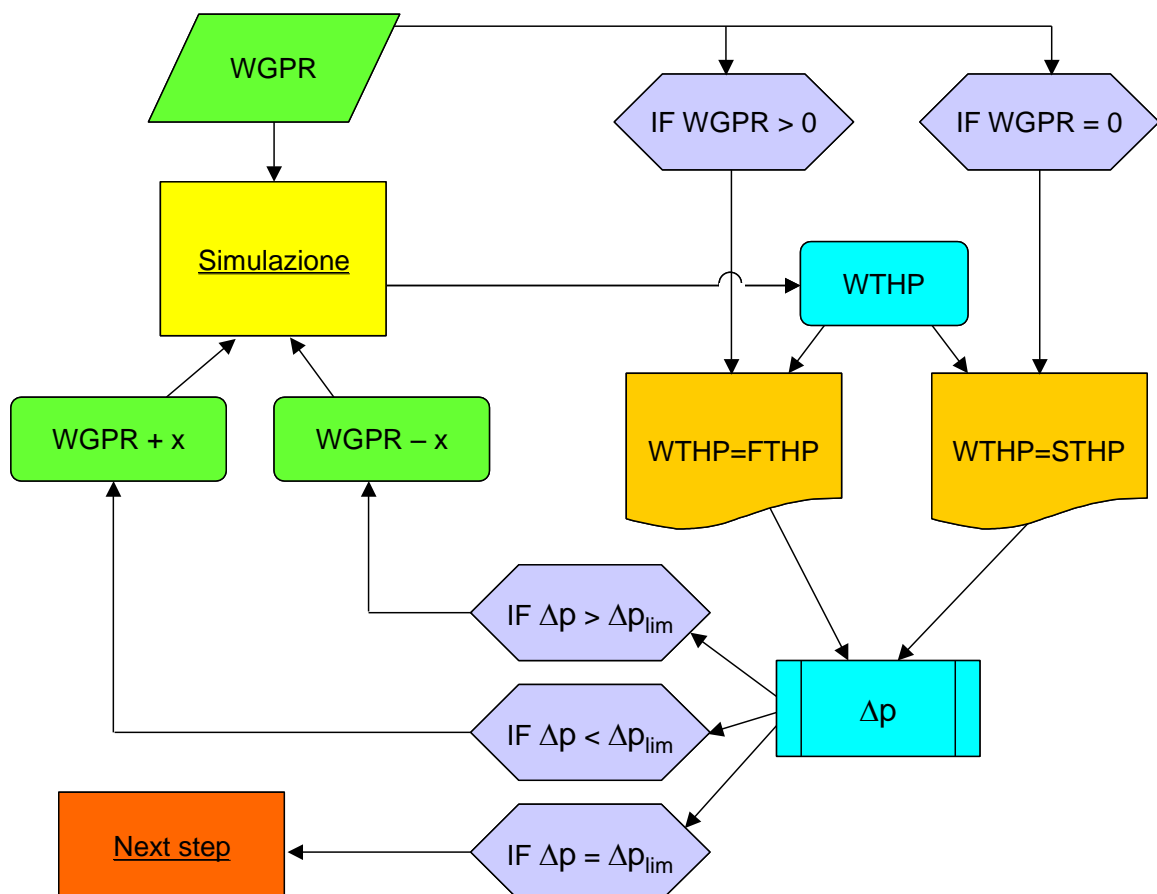 WGPR
IF WGPR > 0
IF WGPR = 0
Simulazione
WTHP
WGPR + x
WGPR – x
WTHP=FTHP
WTHP=STHP
IF Δp > Δplim
Δp
IF Δp < Δplim
Next step
IF Δp = Δplim